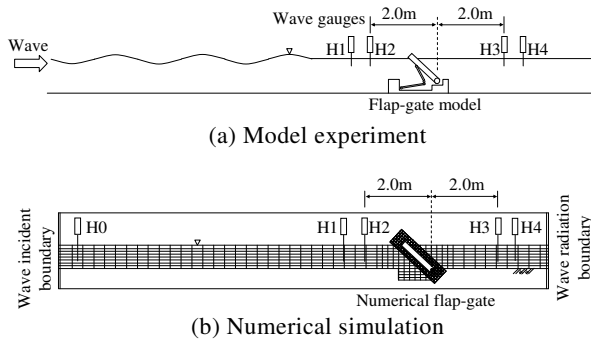 Wave gauges 2.0m 2.0m
Wave
H1 H2 H3 H4
Flap-gate model
(a) Model experiment
2.0m 2.0m
Wave incident boundary
H0 H1 H2 H3 H4
Wave radiation boundary
Numerical flap-gate
(b) Numerical simulation